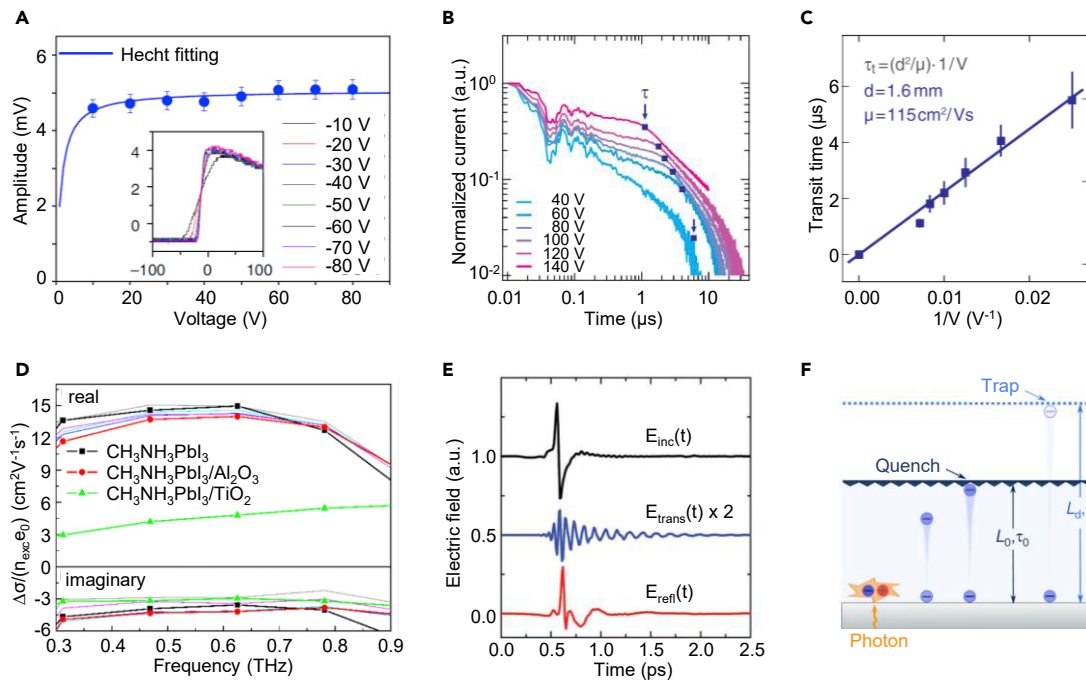 A
Hecht fitting
Amplitude (mV)
6
4
2
0
0
20
40
60
80
Voltage (V)
4
2
0
−100
0
100
-10 V
-20 V
-30 V
-40 V
-50 V
-60 V
-70 V
-80 V
B
Normalized current (a.u.)
10⁰
10⁻¹
10⁻²
τ
40 V
60 V
80 V
100 V
120 V
140 V
0.01
0.1
1
10
Time (µs)
C
τt=(d²/µ)·1/V
d=1.6 mm
µ=115cm²/Vs
Transit time (µs)
6
4
2
0
0.00
0.01
0.02
1/V (V⁻¹)
D
real
Δσ/(nexce0) (cm²V⁻¹s⁻¹)
15
12
9
6
3
0
-3
-6
CH₃NH₃PbI₃
CH₃NH₃PbI₃/Al₂O₃
CH₃NH₃PbI₃/TiO₂
imaginary
0.3
0.4
0.5
0.6
0.7
0.8
0.9
Frequency (THz)
E
Electric field (a.u.)
1.0
0.5
0.0
Einc(t)
Etrans(t) x 2
Erefl(t)
0.0
0.5
1.0
1.5
2.0
2.5
Time (ps)
F
Trap
Quench
L₀,τ₀
Ld,
Photon